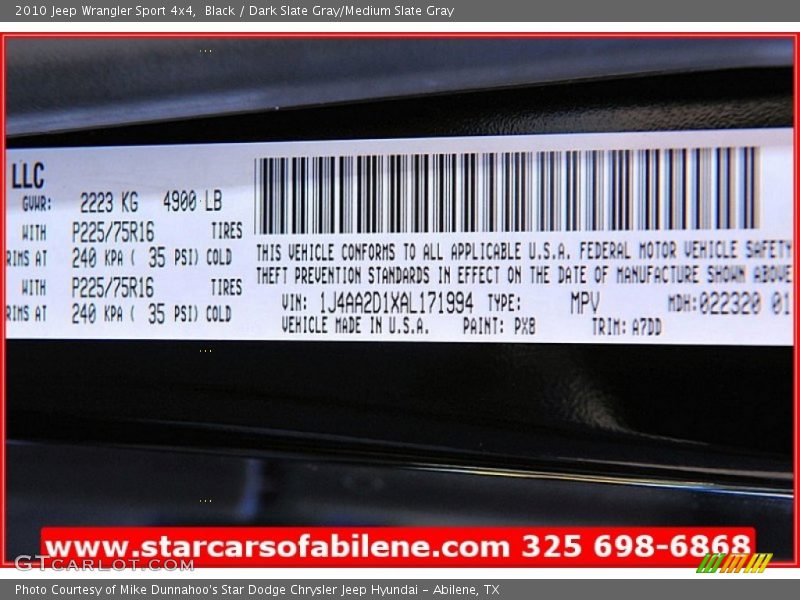 2010 Jeep Wrangler Sport 4x4,  Black / Dark Slate Gray/Medium Slate Gray
LLC
GVWR: 2223 KG 4900 LB
WITH P225/75R16 TIRES
RIMS AT 240 KPA ( 35 PSI) COLD
WITH P225/75R16 TIRES
RIMS AT 240 KPA ( 35 PSI) COLD
THIS VEHICLE CONFORMS TO ALL APPLICABLE U.S.A. FEDERAL MOTOR VEHICLE SAFETY
THEFT PREVENTION STANDARDS IN EFFECT ON THE DATE OF MANUFACTURE SHOWN ABOVE
VIN: 1J4AA2D1XAL171994 TYPE: MPV MDH:022320 01
VEHICLE MADE IN U.S.A. PAINT: PX8 TRIM: A7DD
www.starcarsofabilene.com 325 698-6868
GTCARLOT.COM
Photo Courtesy of Mike Dunnahoo's Star Dodge Chrysler Jeep Hyundai - Abilene, TX